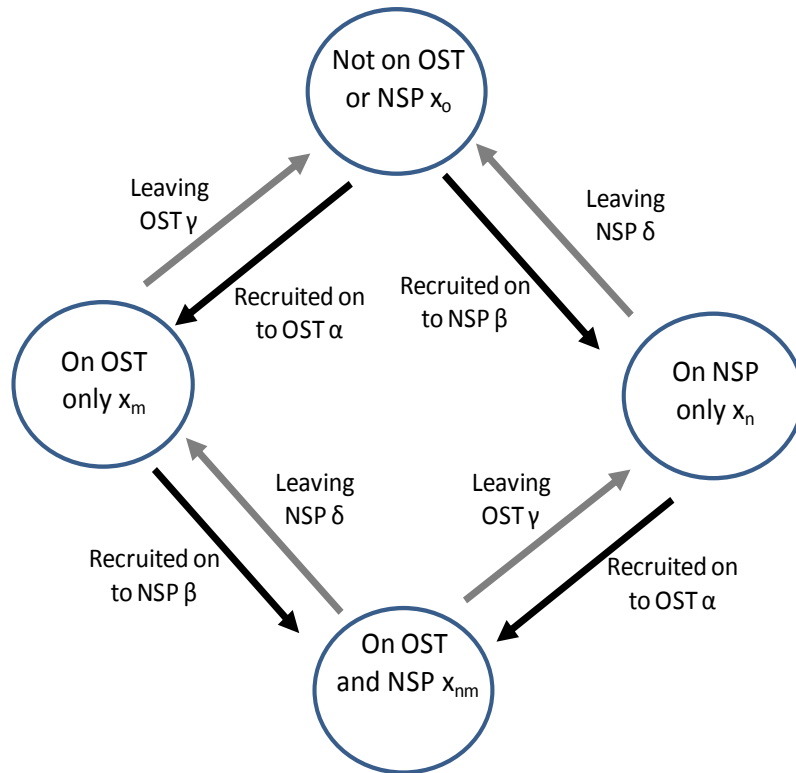 Not on OST
or NSP xₒ
Leaving
OST γ
Leaving
NSP δ
Recruited on
to OST α
Recruited on
to NSP β
On OST
only xₘ
On NSP
only xₙ
Leaving
NSP δ
Leaving
OST γ
Recruited on
to NSP β
Recruited on
to OST α
On OST
and NSP xₙₘ